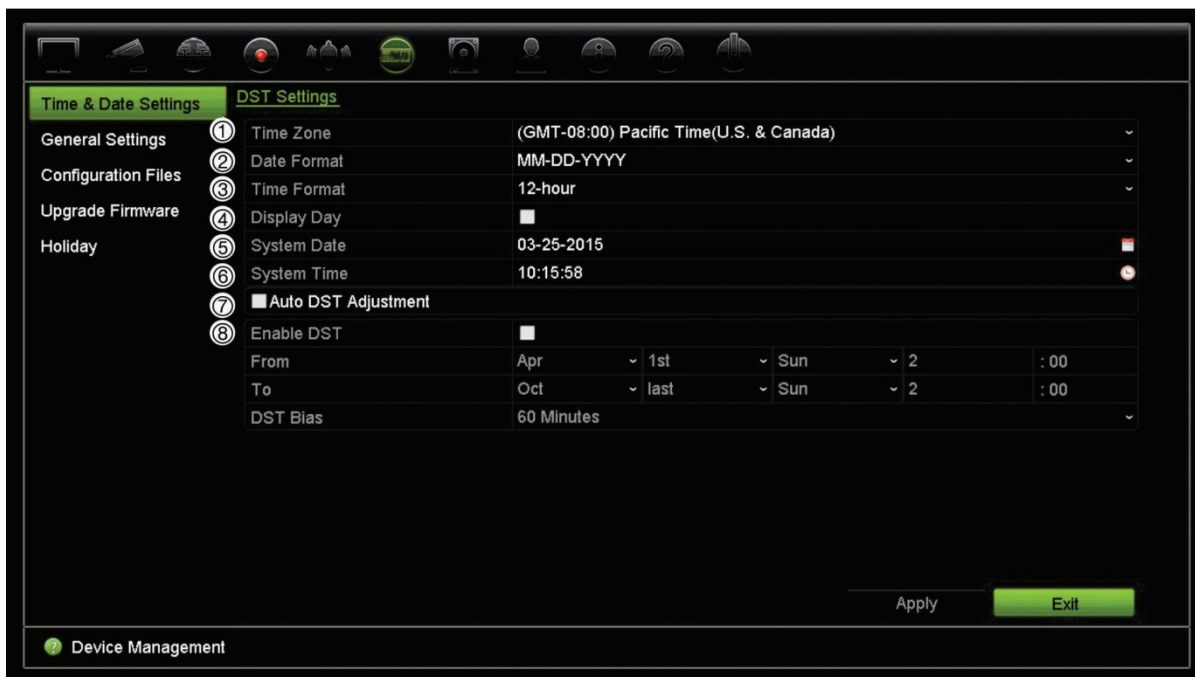 Time & Date Settings
General Settings
Configuration Files
Upgrade Firmware
Holiday
DST Settings
① Time Zone (GMT-08:00) Pacific Time(U.S. & Canada)
② Date Format MM-DD-YYYY
③ Time Format 12-hour
④ Display Day
⑤ System Date 03-25-2015
⑥ System Time 10:15:58
⑦ Auto DST Adjustment
⑧ Enable DST
From Apr 1st Sun 2 : 00
To Oct last Sun 2 : 00
DST Bias 60 Minutes
Apply Exit
? Device Management